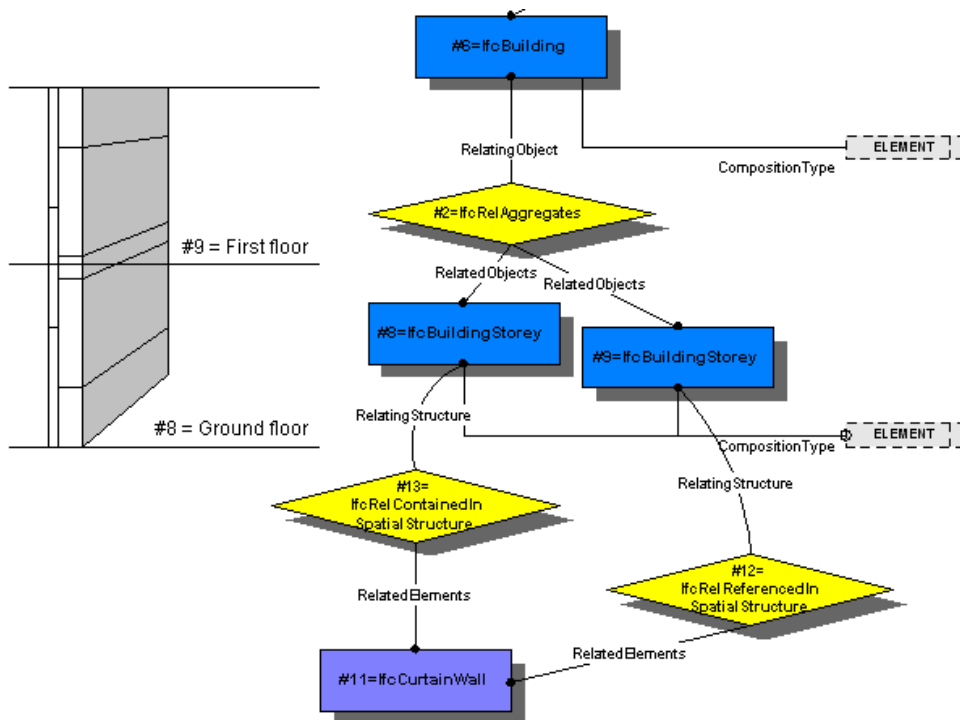 #6=IfcBuilding
RelatingObject
ELEMENT
CompositionType
#2=IfcRelAggregates
#9 = First floor
RelatedObjects
RelatedObjects
#8=IfcBuildingStorey
#9=IfcBuildingStorey
#8 = Ground floor
RelatingStructure
ELEMENT
CompositionType
RelatingStructure
#13=
IfcRelContainedIn
SpatialStructure
#12=
IfcRelReferencedIn
SpatialStructure
RelatedElements
RelatedElements
#11=IfcCurtainWall